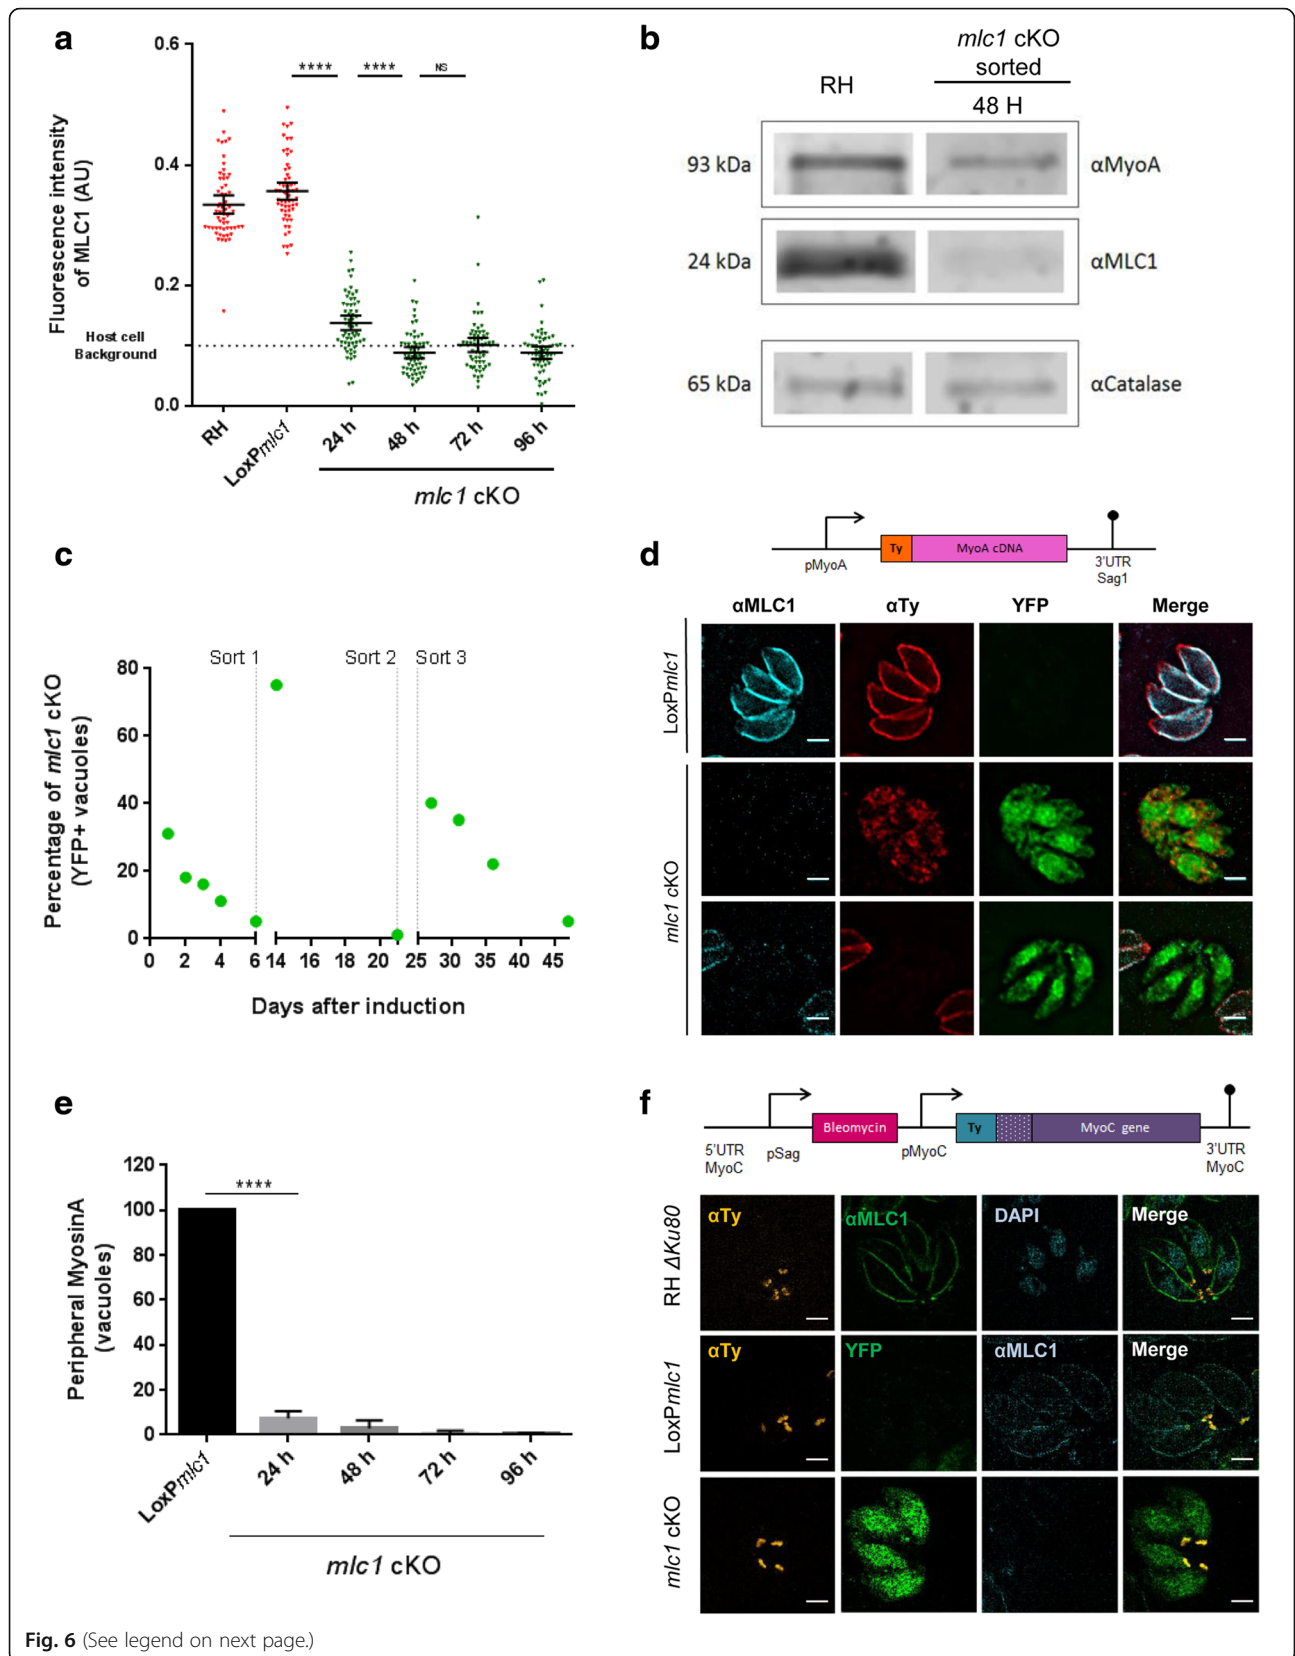 a
0.6
0.4
0.2
0.0
Fluorescence intensity
of MLC1 (AU)
Host cell
Background
****
****
NS
RH
LoxPmlc1
24 h
48 h
72 h
96 h
mlc1 cKO
b
RH
mlc1 cKO
sorted
48 H
93 kDa
αMyoA
24 kDa
αMLC1
65 kDa
αCatalase
c
Sort 1
Sort 2
Sort 3
80
60
40
20
0
Percentage of mlc1 cKO
(YFP+ vacuoles)
0 2 4 6 14 16 18 20 25 30 35 40 45
Days after induction
d
pMyoA
Ty
MyoA cDNA
3'UTR
Sag1
αMLC1
αTy
YFP
Merge
LoxPmlc1
mlc1 cKO
e
120
100
80
60
40
20
0
Peripheral MyosinA
(vacuoles)
****
LoxPmlc1
24 h
48 h
72 h
96 h
mlc1 cKO
f
5'UTR
MyoC
pSag
Bleomycin
pMyoC
Ty
MyoC gene
3'UTR
MyoC
RH ΔKu80
αTy
αMLC1
DAPI
Merge
LoxPmlc1
αTy
YFP
αMLC1
Merge
mlc1 cKO
Fig. 6 (See legend on next page.)